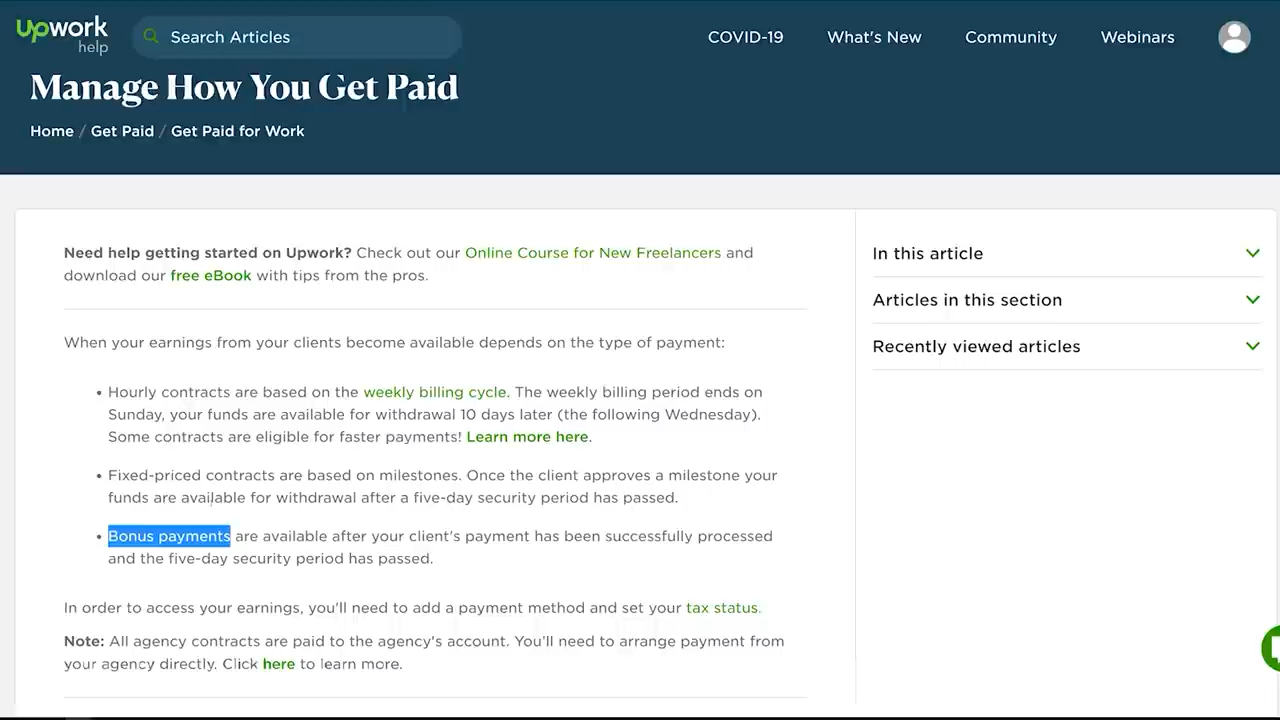 Upwork
help
Search Articles
COVID-19
What's New
Community
Webinars
Manage How You Get Paid
Home / Get Paid / Get Paid for Work
Need help getting started on Upwork? Check out our Online Course for New Freelancers and
download our free eBook with tips from the pros.
When your earnings from your clients become available depends on the type of payment:
• Hourly contracts are based on the weekly billing cycle. The weekly billing period ends on
Sunday, your funds are available for withdrawal 10 days later (the following Wednesday).
Some contracts are eligible for faster payments! Learn more here.
• Fixed-priced contracts are based on milestones. Once the client approves a milestone your
funds are available for withdrawal after a five-day security period has passed.
• Bonus payments are available after your client's payment has been successfully processed
and the five-day security period has passed.
In order to access your earnings, you'll need to add a payment method and set your tax status.
Note: All agency contracts are paid to the agency's account. You'll need to arrange payment from
your agency directly. Click here to learn more.
In this article
Articles in this section
Recently viewed articles